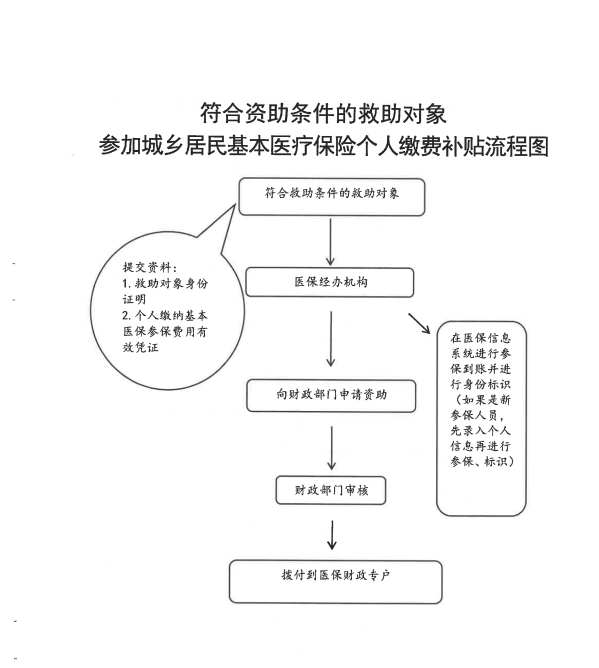 符合资助条件的救助对象
参加城乡居民基本医疗保险个人缴费补贴流程图
符合救助条件的救助对象
提交资料：
1.救助对象身份
证明
2.个人缴纳基本
医保参保费用有
效凭证
医保经办机构
在医保信息
系统进行参
保到账并进
行身份标识
（如果是新
参保人员，
先录入个人
信息再进行
参保、标识）
向财政部门申请资助
财政部门审核
拨付到医保财政专户